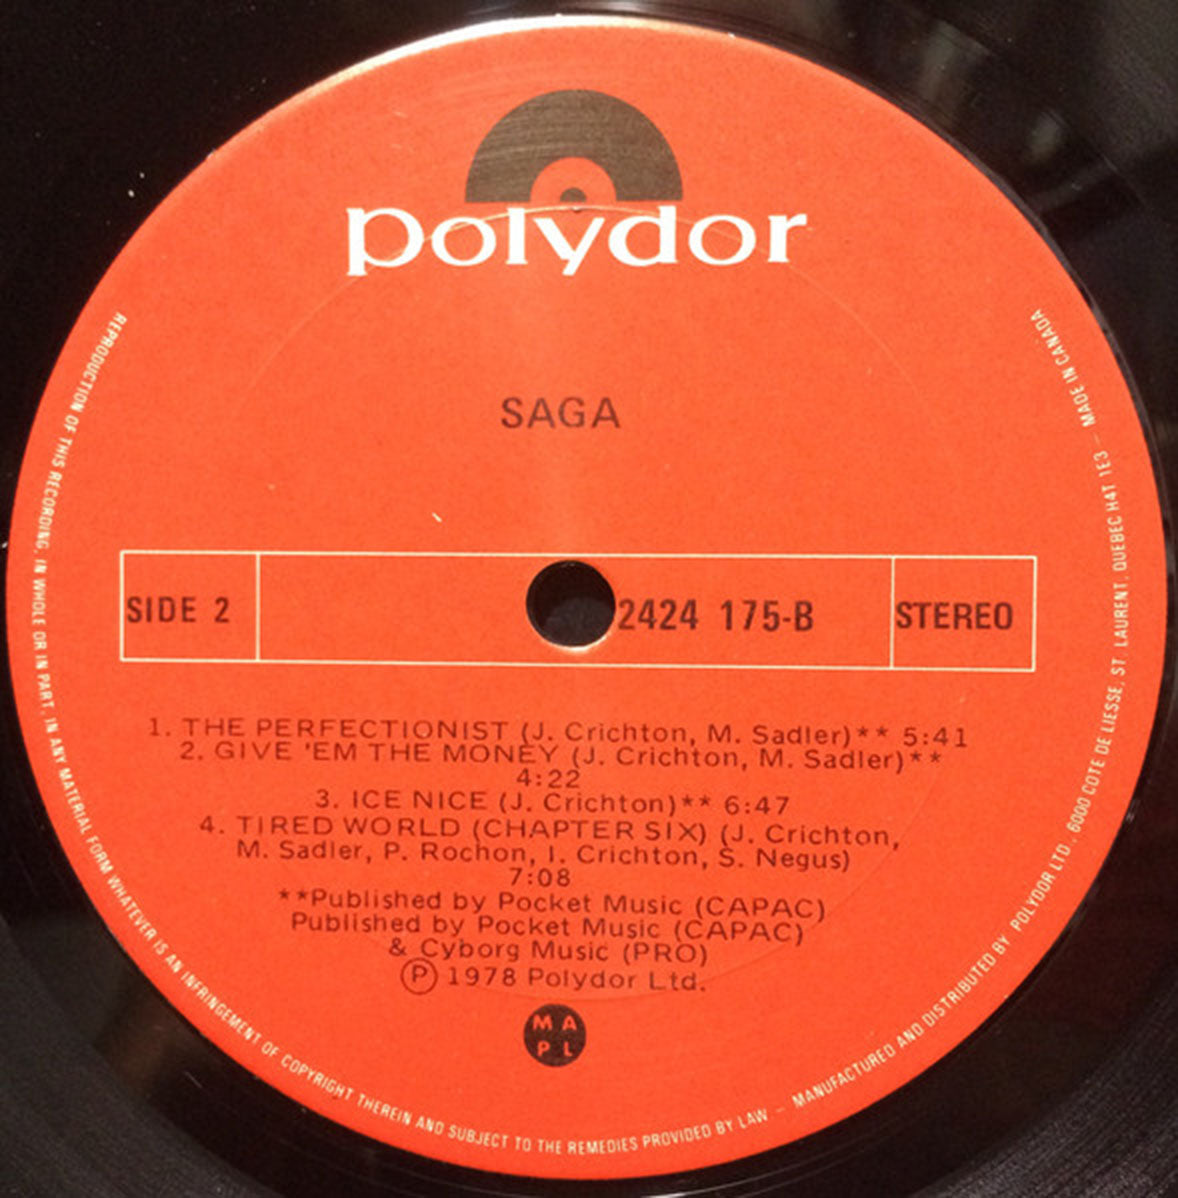 polydor
SAGA
SIDE 2
2424 175-B
STEREO
1. THE PERFECTIONIST (J. Crichton, M. Sadler)** 5:41
2. GIVE 'EM THE MONEY (J. Crichton, M. Sadler)**
4:22
3. ICE NICE (J. Crichton)** 6:47
4. TIRED WORLD (CHAPTER SIX) (J. Crichton,
M. Sadler, P. Rochon, I. Crichton, S. Negus)
7:08
**Published by Pocket Music (CAPAC)
Published by Pocket Music (CAPAC)
& Cyborg Music (PRO)
Ⓟ 1978 Polydor Ltd.
M A
P L
REPRODUCTION OF THIS RECORDING, IN WHOLE OR IN PART, IN ANY MATERIAL FORM WHATEVER IS AN INFRINGEMENT OF COPYRIGHT THEREIN AND SUBJECT TO THE REMEDIES PROVIDED BY LAW – MANUFACTURED AND DISTRIBUTED BY POLYDOR LTD., 6000 COTE DE LIESSE, ST. LAURENT, QUEBEC H4T 1E3 – MADE IN CANADA